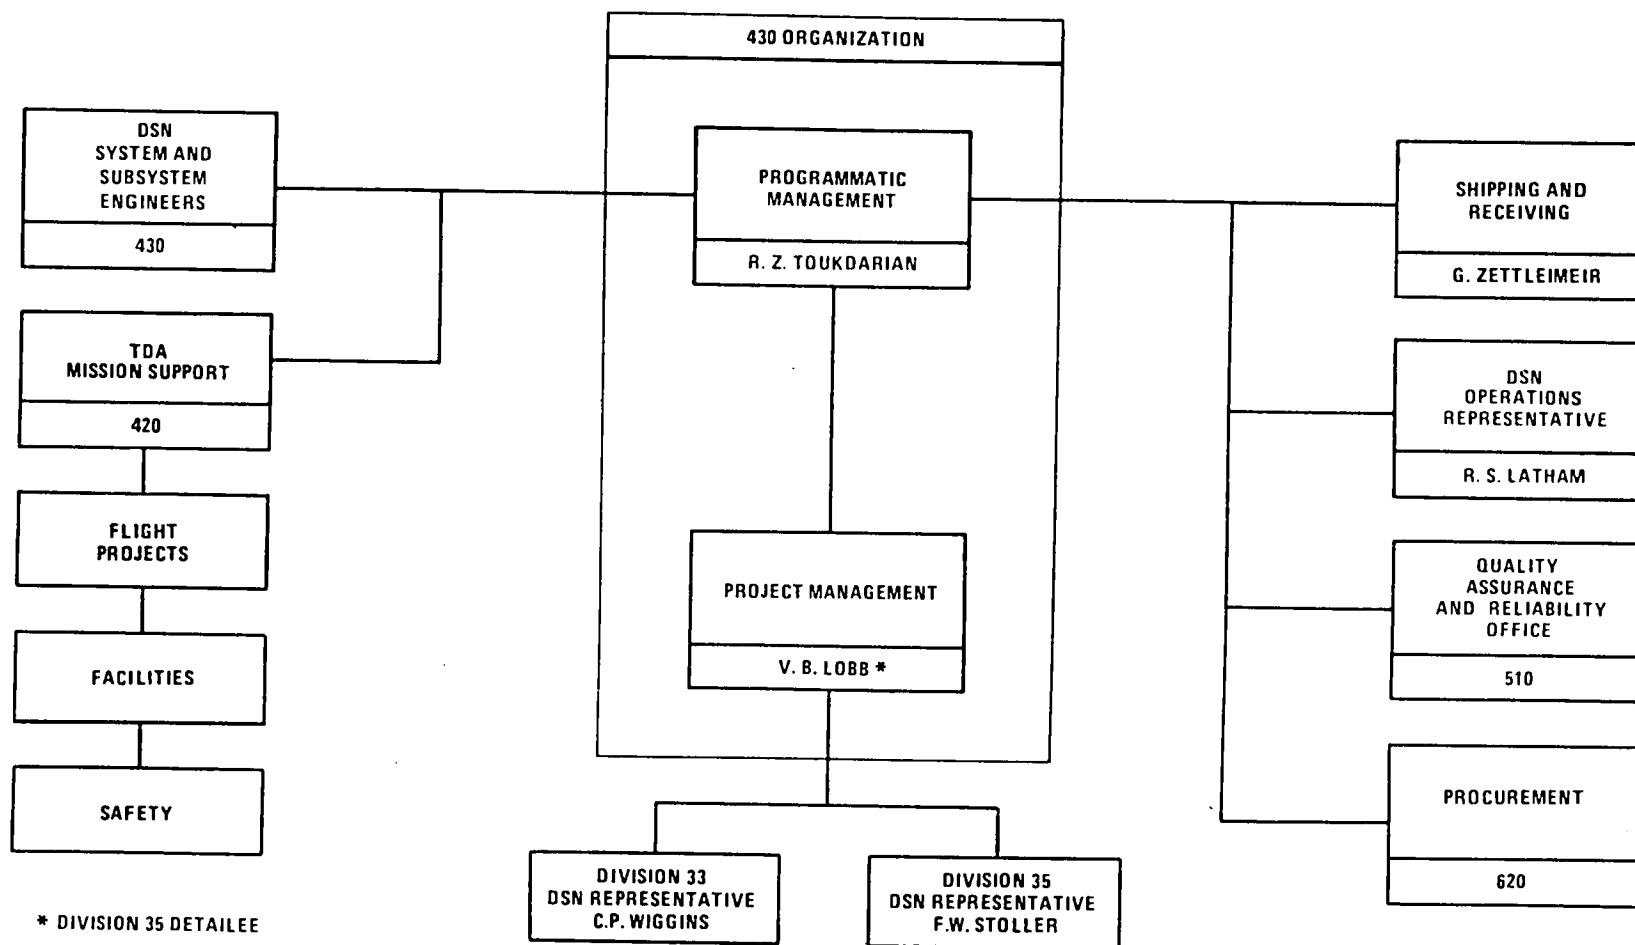 430 ORGANIZATION
DSN
SYSTEM AND
SUBSYSTEM
ENGINEERS
430
TDA
MISSION SUPPORT
420
FLIGHT
PROJECTS
FACILITIES
SAFETY
* DIVISION 35 DETAILEE
PROGRAMMATIC
MANAGEMENT
R. Z. TOUKDARIAN
PROJECT MANAGEMENT
V. B. LOBB *
DIVISION 33
DSN REPRESENTATIVE
C.P. WIGGINS
DIVISION 35
DSN REPRESENTATIVE
F.W. STOLLER
SHIPPING AND
RECEIVING
G. ZETTLEIMEIR
DSN
OPERATIONS
REPRESENTATIVE
R. S. LATHAM
QUALITY
ASSURANCE
AND RELIABILITY
OFFICE
510
PROCUREMENT
620